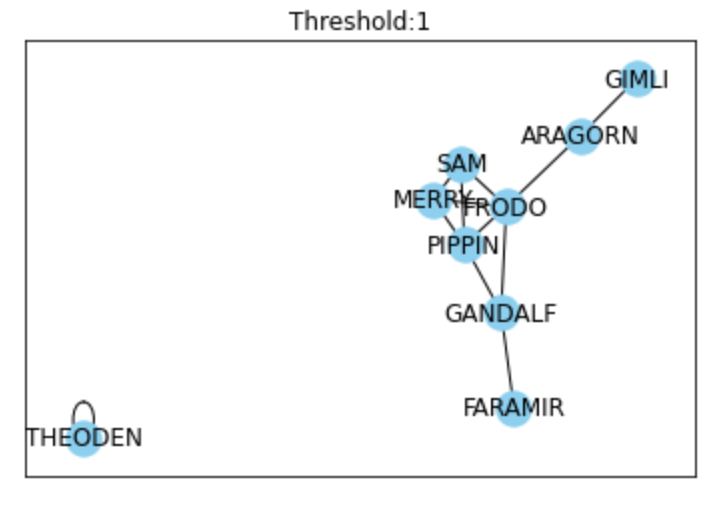 Threshold:1
GIMLI
ARAGORN
SAM
MERRY
FRODO
PIPPIN
GANDALF
FARAMIR
THEODEN